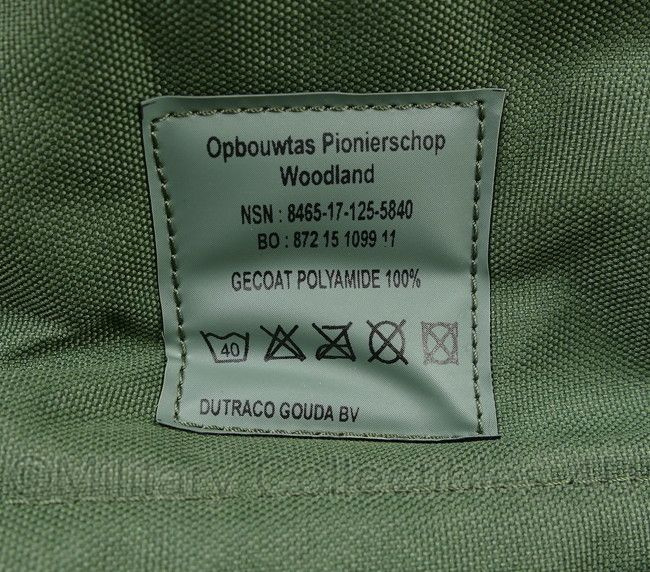 Opbouwtas Pionierschop
Woodland
NSN : 8465-17-125-5840
BO : 872 15 1099 11
GECOAT POLYAMIDE 100%
40
DUTRACO GOUDA BV
©Military